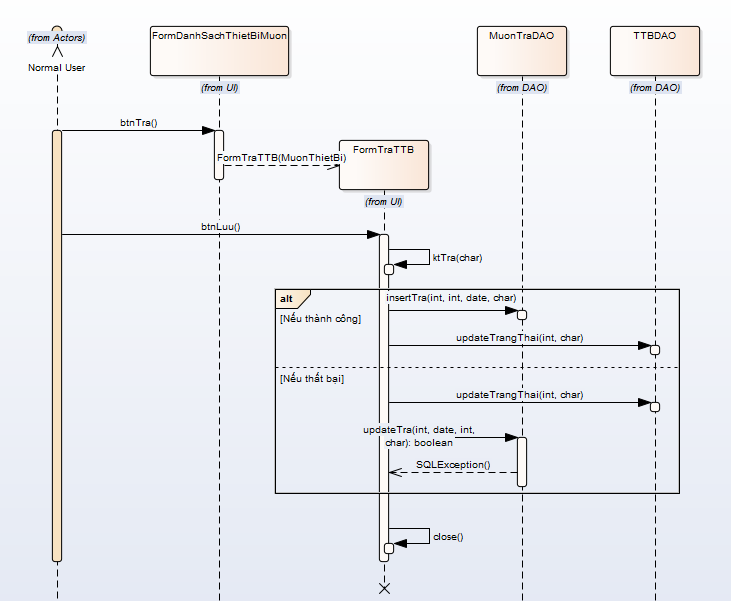 (from Actors)
Normal User
FormDanhSachThietBiMuon
(from UI)
MuonTraDAO
(from DAO)
TTBDAO
(from DAO)
btnTra()
FormTraTTB(MuonThietBi)
FormTraTTB
(from UI)
btnLuu()
ktTra(char)
alt
[Nếu thành công]
insertTra(int, int, date, char)
updateTrangThai(int, char)
[Nếu thất bại]
updateTrangThai(int, char)
updateTra(int, date, int,
char): boolean
SQLException()
close()